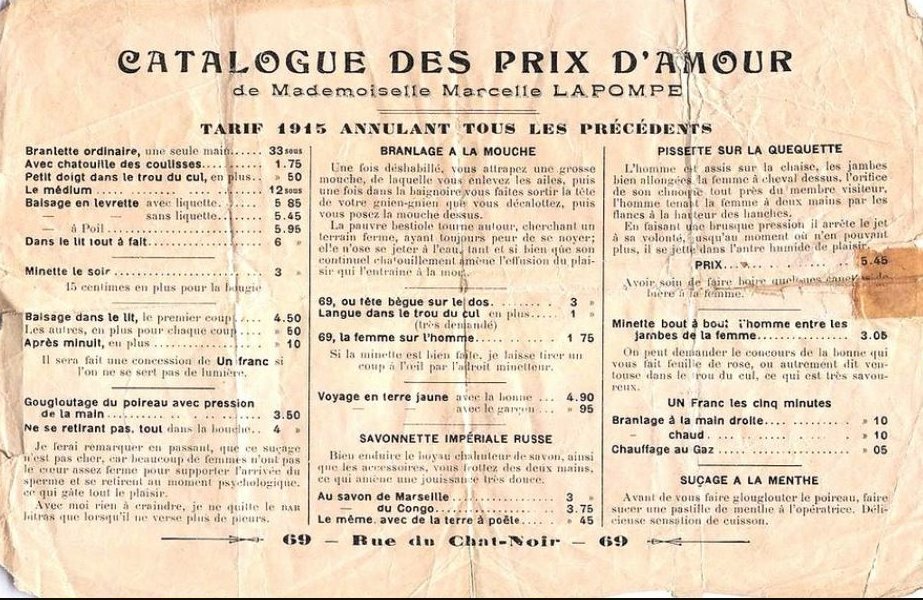 CATALOGUE DES PRIX D'AMOUR
de Mademoiselle Marcelle LAPOMPE
TARIF 1915 ANNULANT TOUS LES PRÉCÉDENTS
Branlette ordinaire, une seule main...... 33 sous
Avec chatouille des coulisses.......... 1.75
Petit doigt dans le trou du cul, en plus.. » 50
Le médium ........................ 12 sous
Baisage en levrette avec liquette...... 5 85
— — sans liquette...... 5.45
— à Poil ................ 5.95
Dans le lit tout à fait................ 6 »
Minette le soir ...................... 3 »
15 centimes en plus pour la bougie
Baisage dans le lit, le premier coup.... 4.50
Les autres, en plus pour chaque coup.... » 50
Après minuit, en plus ................ » 10
Il sera fait une concession de Un franc si
l'on ne se sert pas de lumière.
Gougloutage du poireau avec pression
de la main .................... 3.50
Ne se retirant pas, tout dans la bouche.. 4 »
Je ferai remarquer en passant, que ce suçage
n'est pas cher, car beaucoup de femmes n'ont pas
le cœur assez ferme pour supporter l'arrivée du
sperme et se retirent au moment psychologique,
ce qui gâte tout le plaisir.
Avec moi rien à craindre, je ne quitte le BAR
bitras que lorsqu'il ne verse plus de pleurs.
BRANLAGE A LA MOUCHE
Une fois déshabillé, vous attrapez une grosse
mouche, de laquelle vous enlevez les ailes, puis
une fois dans la baignoire vous faites sortir la tête
de votre gnien-gnien que vous décalottez, puis
vous posez la mouche dessus.
La pauvre bestiole tourne autour, cherchant un
terrain ferme, ayant toujours peur de se noyer;
elle n'ose se jeter à l'eau, tant et si bien que son
continuel chatouillement amène l'effusion du plai-
sir qui l'entraîne à la mort.
69, ou tête bègue sur le dos. ........ 3 »
Langue dans le trou du cul en plus..... 1 »
(très demandé)
69, la femme sur l'homme............ 1 75
Si la minette est bien faite, je laisse tirer un
coup à l'œil par l'adroit minetteur.
Voyage en terre jaune avec la bonne ... 4.90
— — avec le garçon... » 95
SAVONNETTE IMPÉRIALE RUSSE
Bien enduire le boyau chahuteur de savon, ainsi
que les accessoires, vous frottez des deux mains,
ce qui amène une jouissance très douce.
Au savon de Marseille ................ 3 »
— du Congo.................... 3.75
Le même, avec de la terre à poêle...... » 45
PISSETTE SUR LA QUEQUETTE
L'homme est assis sur la chaise, les jambes
bien allongées, la femme à cheval dessus, l'orifice
de son chnoque tout près du membre visiteur,
l'homme tenant la femme à deux mains par les
flancs à la hauteur des hanches.
En faisant une brusque pression il arrête le jet
à sa volonté, jusqu'au moment où n'en pouvant
plus, il se jette dans l'antre humide de plaisir.
PRIX.................. 5.45
Avoir soin de faire boire quelques de
bière à la femme.
Minette bout à bout l'homme entre les
jambes de la femme.............. 3.05
On peut demander le concours de la bonne qui
vous fait feuille de rose, ou autrement dit ven-
touse dans le trou du cul, ce qui est très savou-
reux.
UN Franc les cinq minutes
Branlage à la main droite.............. » 10
— chaud.................... » 10
Chauffage au Gaz .................... » 05
SUÇAGE A LA MENTHE
Avant de vous faire glouglouter le poireau, faire
sucer une pastille de menthe à l'opératrice. Déli-
cieuse sensation de cuisson.
69 — Rue du Chat-Noir — 69